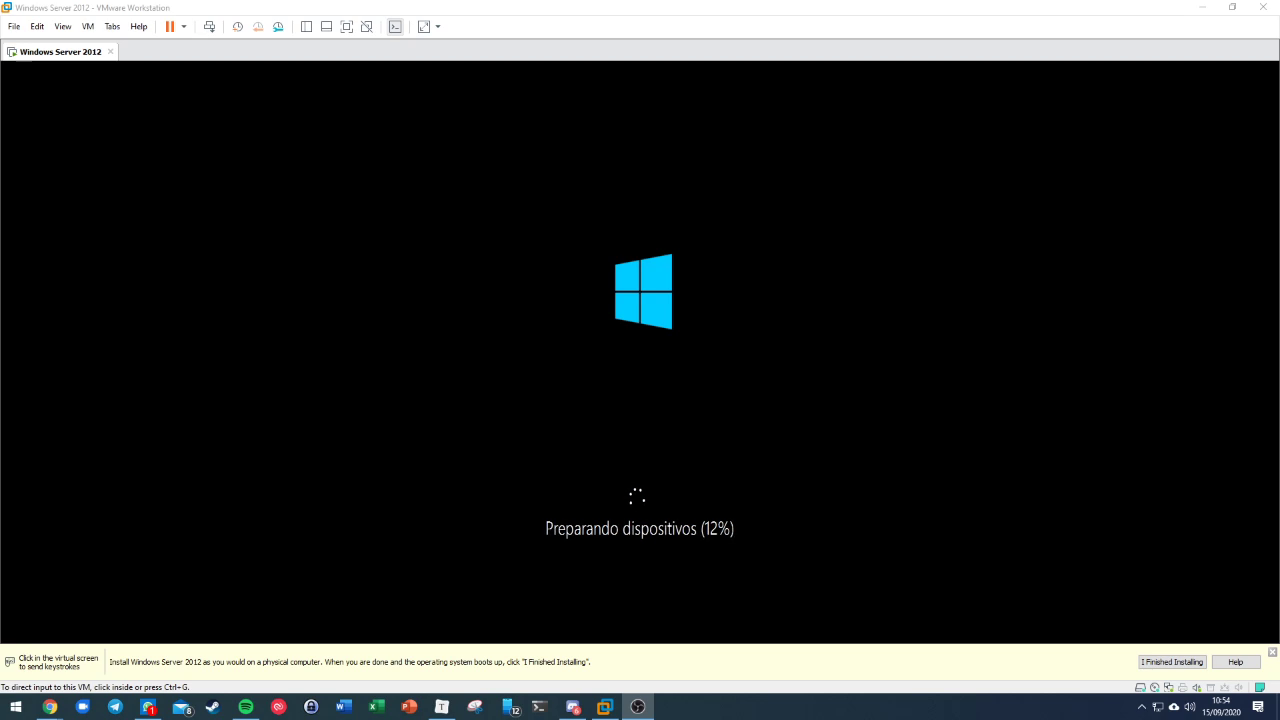 Windows Server 2012 - VMware Workstation
File Edit View VM Tabs Help
Windows Server 2012
Preparando dispositivos (12%)
Click in the virtual screen
to send keystrokes
Install Windows Server 2012 as you would on a physical computer. When you are done and the operating system boots up, click "I Finished Installing".
I Finished Installing
Help
To direct input to this VM, click inside or press Ctrl+G.
1
8
12
6
10:54
15/09/2020